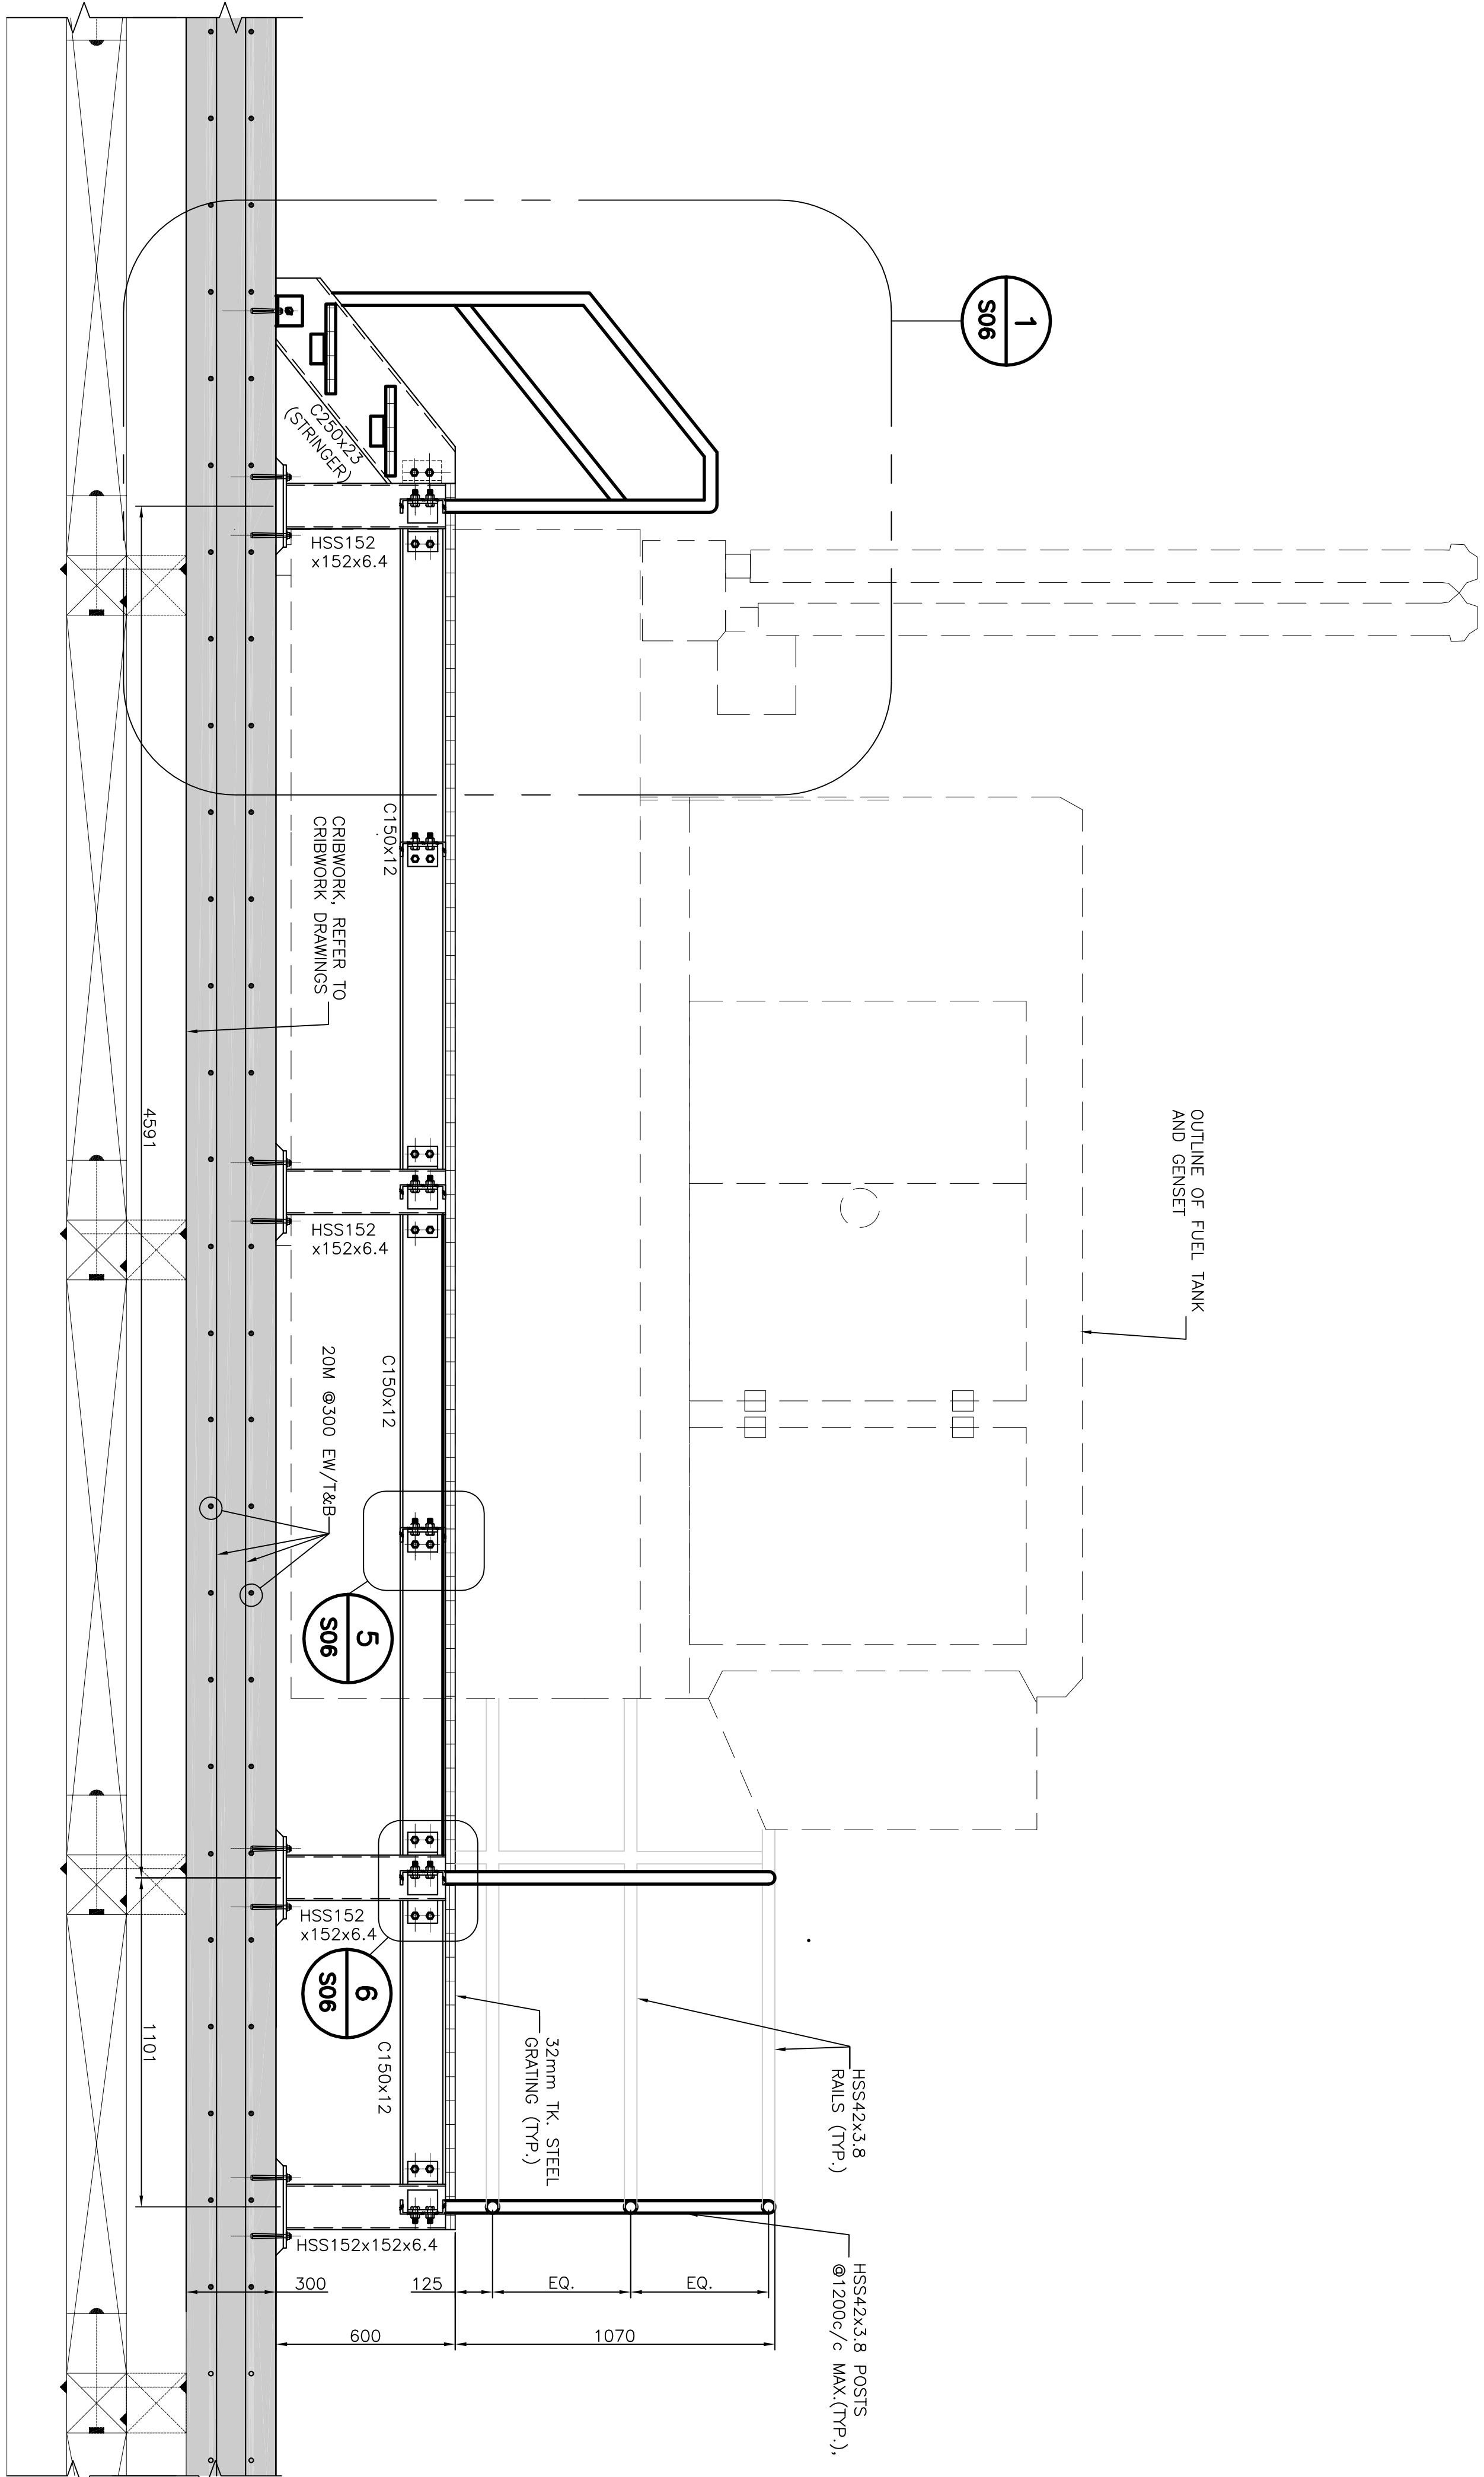 1
S06
OUTLINE OF FUEL TANK
AND GENSET
HSS42x3.8
RAILS (TYP.)
HSS42x3.8 POSTS
@1200c/c MAX.(TYP.),
32mm TK. STEEL
GRATING (TYP.)
C250x23
(STRINGER)
HSS152
x152x6.4
C150x12
CRIBWORK, REFER TO
CRIBWORK DRAWINGS
HSS152
x152x6.4
C150x12
20M @300 EW/T&B
5
S06
HSS152
x152x6.4
6
S06
C150x12
HSS152x152x6.4
4591
1101
300
125
EQ.
EQ.
600
1070